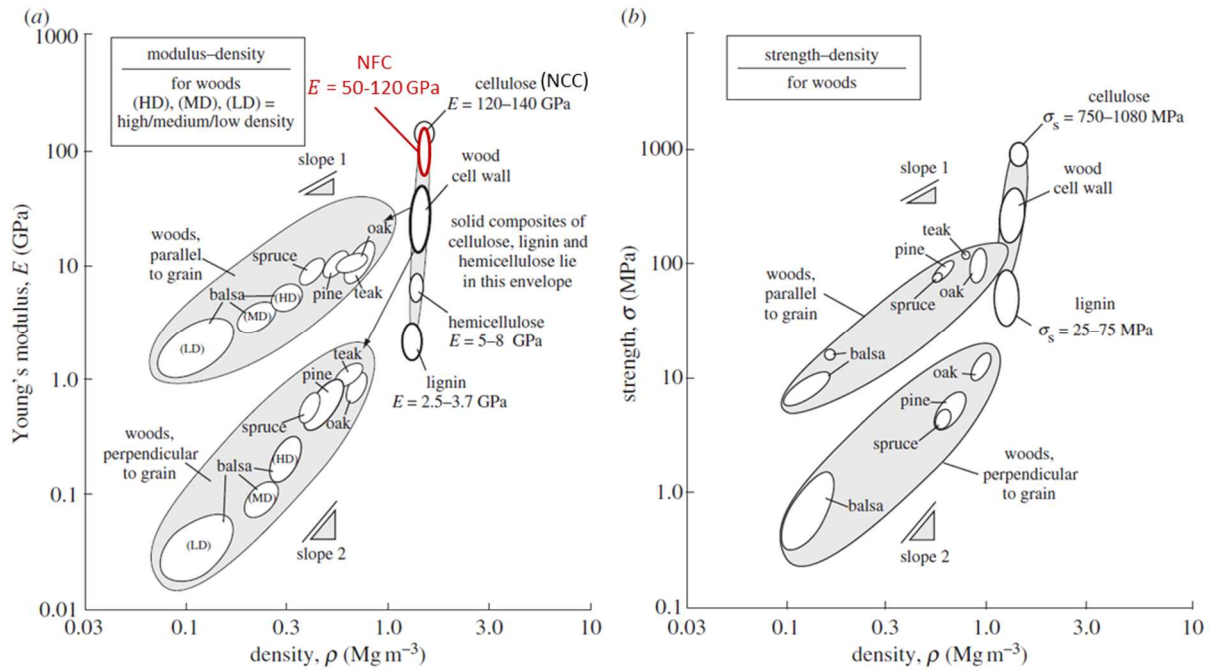 (a)
1000
100
10
1.0
0.1
0.01
Young's modulus, E (GPa)
modulus–density
for woods
(HD), (MD), (LD) =
high/medium/low density
NFC
E = 50-120 GPa
cellulose (NCC)
E = 120–140 GPa
wood
cell wall
slope 1
solid composites of
cellulose, lignin and
hemicellulose lie
in this envelope
woods,
parallel
to grain
oak
spruce
pine
teak
balsa
(HD)
(MD)
(LD)
hemicellulose
E = 5–8 GPa
lignin
E = 2.5–3.7 GPa
teak
pine
spruce
oak
woods,
perpendicular
to grain
balsa
(HD)
(MD)
(LD)
slope 2
0.03
0.1
0.3
1.0
3.0
10
density, ρ (Mg m⁻³)
(b)
1000
100
10
1.0
0.1
strength, σ (MPa)
strength–density
for woods
cellulose
σₛ = 750–1080 MPa
wood
cell wall
slope 1
teak
pine
oak
spruce
woods,
parallel
to grain
balsa
lignin
σₛ = 25–75 MPa
oak
pine
spruce
woods,
perpendicular
to grain
balsa
slope 2
0.03
0.1
0.3
1.0
3.0
10
density, ρ (Mg m⁻³)